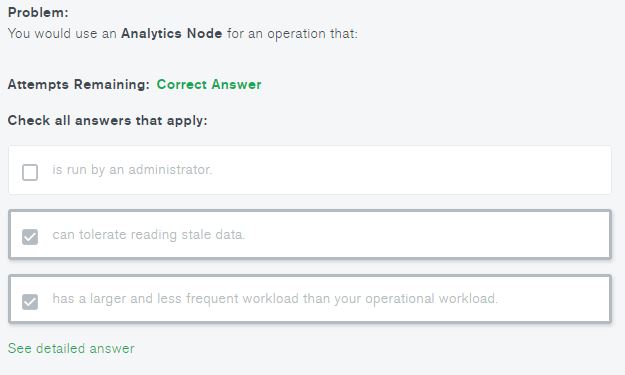 Problem:
You would use an Analytics Node for an operation that:
Attempts Remaining: Correct Answer
Check all answers that apply:
is run by an administrator.
can tolerate reading stale data.
has a larger and less frequent workload than your operational workload.
See detailed answer